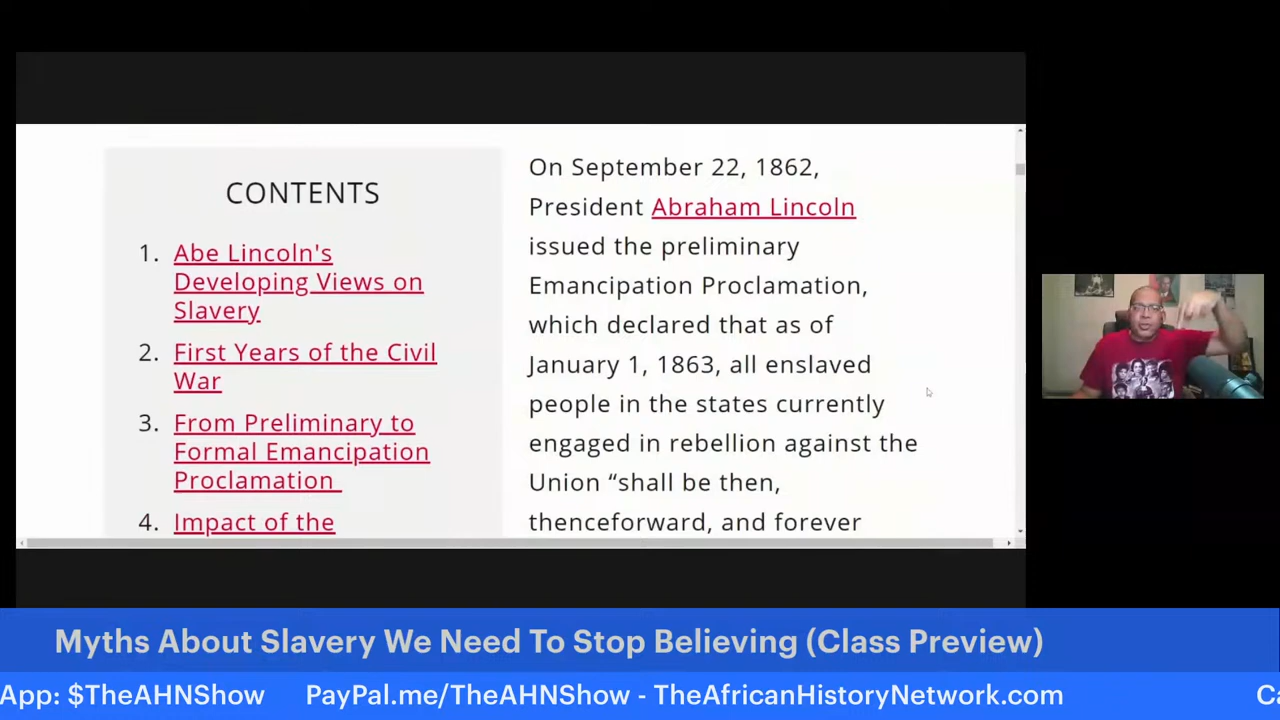 CONTENTS
1. Abe Lincoln's
Developing Views on
Slavery
2. First Years of the Civil
War
3. From Preliminary to
Formal Emancipation
Proclamation
4. Impact of the
On September 22, 1862,
President Abraham Lincoln
issued the preliminary
Emancipation Proclamation,
which declared that as of
January 1, 1863, all enslaved
people in the states currently
engaged in rebellion against the
Union “shall be then,
thenceforward, and forever
Myths About Slavery We Need To Stop Believing (Class Preview)
App: $TheAHNShow PayPal.me/TheAHNShow - TheAfricanHistoryNetwork.com Ca